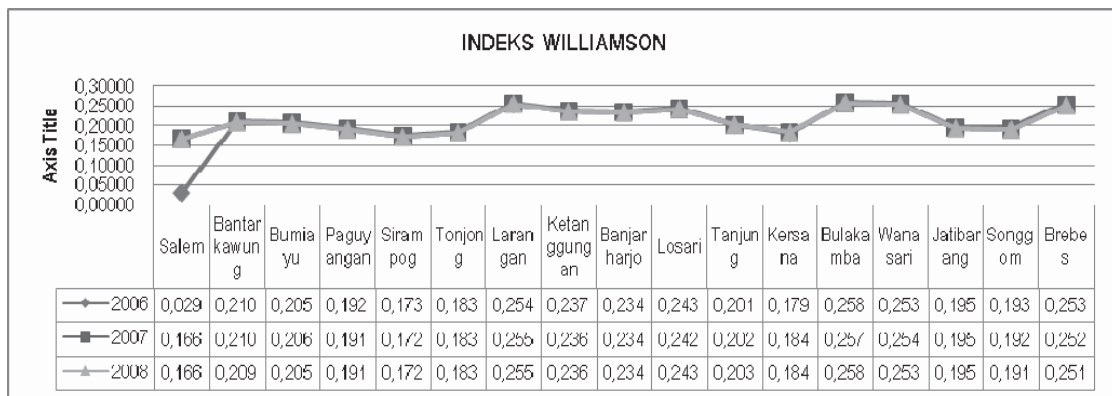 INDEKS WILLIAMSON
Axis Title
0,30000
0,25000
0,20000
0,15000
0,10000
0,05000
0,00000
Salem Bantar kawung Bumia yu Paguy angan Siram pog Tonjon g Laran gan Ketan ggung an Banjar harjo Losari Tanjun g Kersa na Bulaka mba Wana sari Jatibar ang Songg om Brebe s
2006 0,029 0,210 0,205 0,192 0,173 0,183 0,254 0,237 0,234 0,243 0,201 0,179 0,258 0,253 0,195 0,193 0,253
2007 0,166 0,210 0,206 0,191 0,172 0,183 0,255 0,236 0,234 0,242 0,202 0,184 0,257 0,254 0,195 0,192 0,252
2008 0,166 0,209 0,205 0,191 0,172 0,183 0,255 0,236 0,234 0,243 0,203 0,184 0,258 0,253 0,195 0,191 0,251